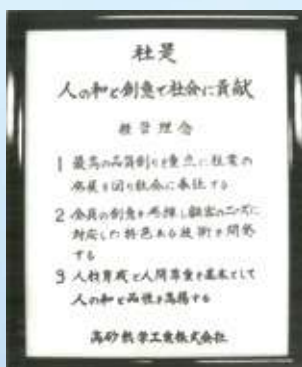 社是
人の和と創意で社会に貢献
経営理念
1 最高の品質創りを重点に社業の
発展を図り社会に奉仕する
2 全員の創意を発揮し顧客のニーズに
対応した特色ある技術を開発
する
3 人材育成と人間尊重を基本として
人の和と品性を高揚する
高砂熱学工業株式会社